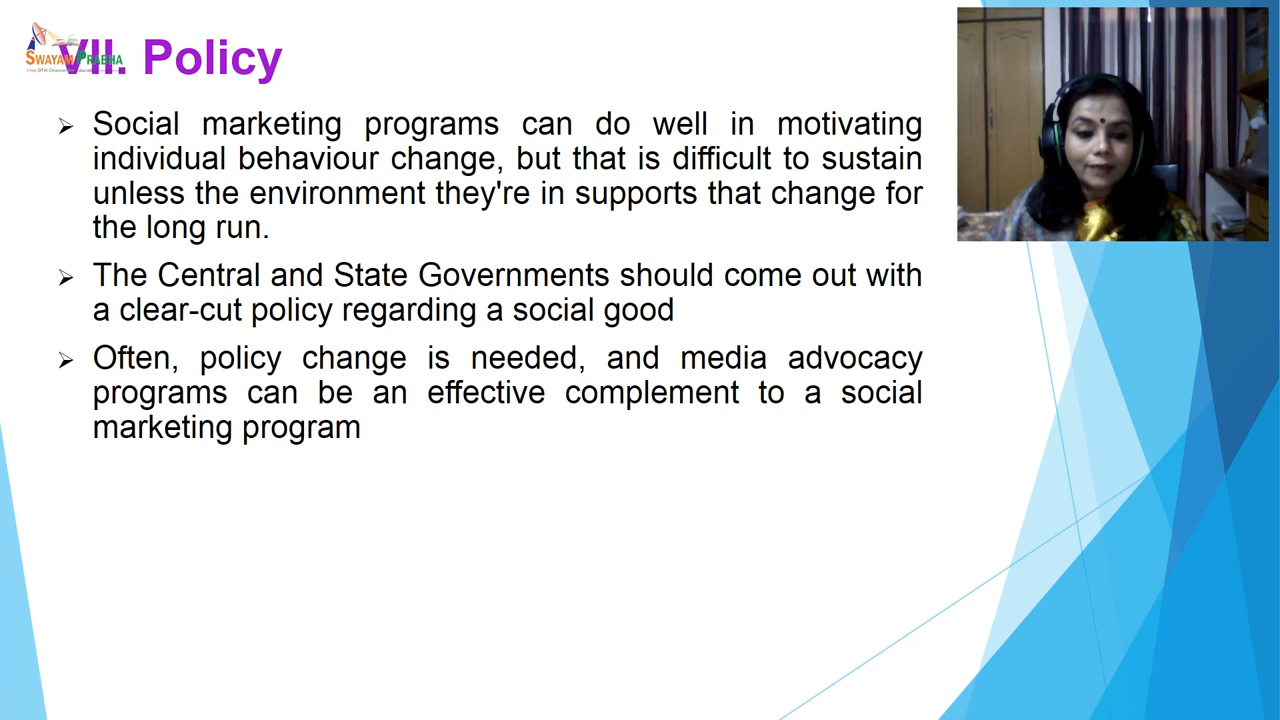 VII. Policy
SWAYAM PRABHA
Social marketing programs can do well in motivating
individual behaviour change, but that is difficult to sustain
unless the environment they're in supports that change for
the long run.
The Central and State Governments should come out with
a clear-cut policy regarding a social good
Often, policy change is needed, and media advocacy
programs can be an effective complement to a social
marketing program